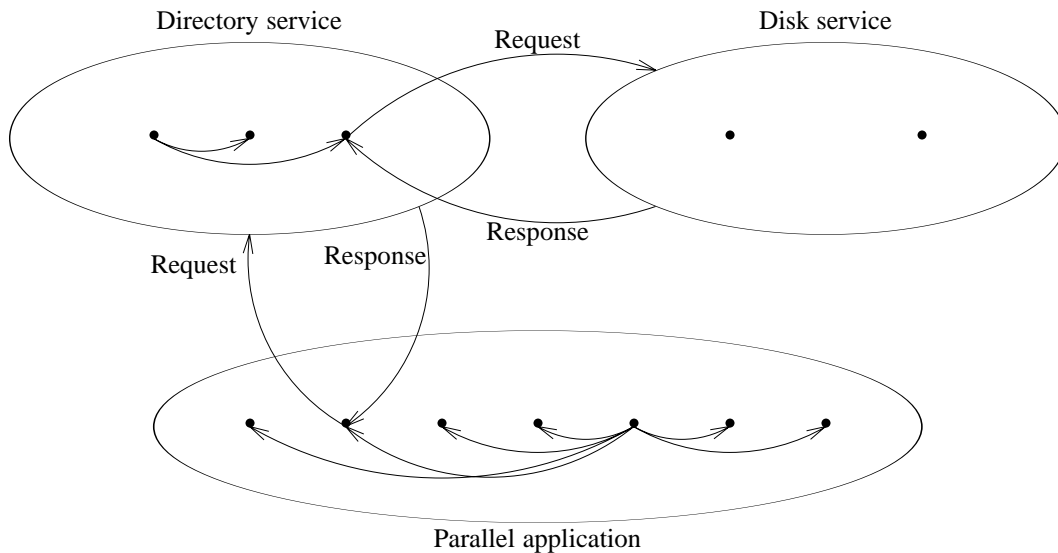 Directory service
Disk service
Request
Response
Request
Response
Parallel application